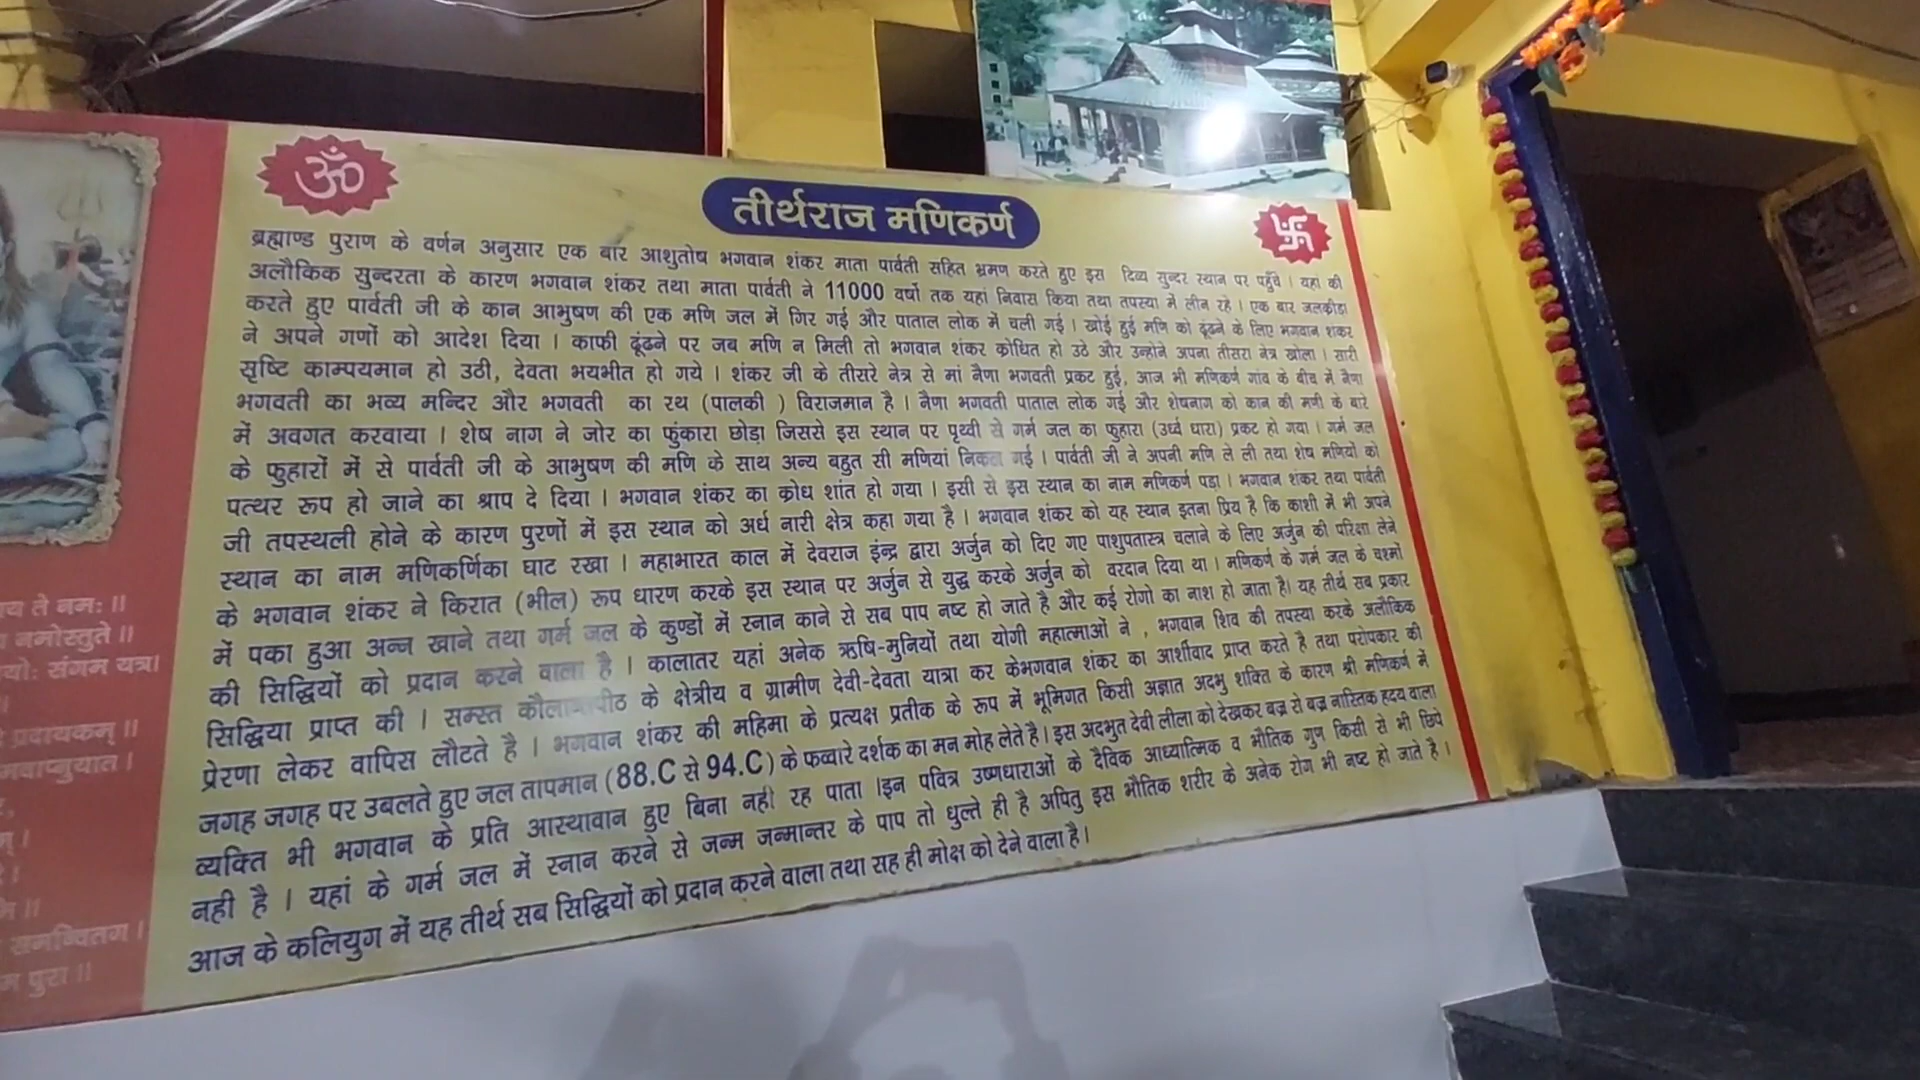 ॐ
तीर्थराज मणिकर्ण
ब्रह्माण्ड पुराण के वर्णन अनुसार एक बार आशुतोष भगवान शंकर माता पार्वती सहित भ्रमण करते हुए इस दिव्य सुन्दर स्थान पर पहुँचे । यहां की
अलौकिक सुन्दरता के कारण भगवान शंकर तथा माता पार्वती ने 11000 वर्षो तक यहां निवास किया तथा तपस्या में लीन रहे । एक बार जलक्रीडा
करते हुए पार्वती जी के कान आभुषण की एक मणि जल में गिर गई और पाताल लोक में चली गई । खोई हुई मणि को ढूंढने के लिए भगवान शंकर
ने अपने गणों को आदेश दिया । काफी ढूंढने पर जब मणि न मिली तो भगवान शंकर क्रोधित हो उठे और उन्होने अपना तीसरा नेत्र खोला । सारी
सृष्टि काम्पयमान हो उठी, देवता भयभीत हो गये । शंकर जी के तीसरे नेत्र से मां नैणा भगवती प्रकट हुई, आज भी मणिकर्ण गांव के बीच में नैणा
भगवती का भव्य मन्दिर और भगवती का रथ (पालकी ) विराजमान है । नैणा भगवती पाताल लोक गई और शेषनाग को कान की मणी के बारे
में अवगत करवाया । शेष नाग ने जोर का फुंकारा छोड़ा जिससे इस स्थान पर पृथ्वी से गर्म जल का फुहारा (उर्ध्व धारा) प्रकट हो गया । गर्म जल
के फुहारों में से पार्वती जी के आभुषण की मणि के साथ अन्य बहुत सी मणियां निकल गई । पार्वती जी ने अपनी मणि ले ली तथा शेष मणियों को
पत्थर रूप हो जाने का श्राप दे दिया । भगवान शंकर का क्रोध शांत हो गया । इसी से इस स्थान का नाम मणिकर्ण पड़ा । भगवान शंकर तथा पार्वती
जी तपस्थली होने के कारण पुरणों में इस स्थान को अर्ध नारी क्षेत्र कहा गया है । भगवान शंकर को यह स्थान इतना प्रिय है कि काशी में भी अपने
स्थान का नाम मणिकर्णिका घाट रखा । महाभारत काल में देवराज इंन्द्र द्वारा अर्जुन को दिए गए पाशुपतास्त्र चलाने के लिए अर्जुन की परिक्षा लेने
के भगवान शंकर ने किरात (भील) रूप धारण करके इस स्थान पर अर्जुन से युद्ध करके अर्जुन को वरदान दिया था । मणिकर्ण के गर्म जल के चश्मो
में पका हुआ अन्न खाने तथा गर्म जल के कुण्डों में स्नान काने से सब पाप नष्ट हो जाते है और कई रोगो का नाश हो जाता है। यह तीर्थ सब प्रकार
की सिद्धियों को प्रदान करने वाला है । कालातर यहां अनेक ऋषि-मुनियों तथा योगी महात्माओं ने , भगवान शिव की तपस्या करके अलौकिक
सिद्धिया प्राप्त की । समस्त के क्षेत्रीय व ग्रामीण देवी-देवता यात्रा कर केभगवान शंकर का आर्शीवाद प्राप्त करते है तथा परोपकार की
प्रेरणा लेकर वापिस लौटते है । भगवान शंकर की महिमा के प्रत्यक्ष प्रतीक के रूप में भूमिगत किसी अज्ञात अदभु शक्ति के कारण श्री मणिकर्ण में
जगह जगह पर उबलते हुए जल तापमान (88.C से 94.C) के फव्वारे दर्शक का मन मोह लेते है । इस अदभुत देवी लीला को देखकर बज्र से बज्र नास्तिक हृदय वाला
व्यक्ति भी भगवान के प्रति आस्थावान हुए बिना नही रह पाता ।इन पवित्र उष्णधाराओं के दैविक आध्यात्मिक व भौतिक गुण किसी से भी छिपे
नही है । यहां के गर्म जल में स्नान करने से जन्म जन्मान्तर के पाप तो धुल्ते ही है अपितु इस भौतिक शरीर के अनेक रोग भी नष्ट हो जाते है ।
आज के कलियुग में यह तीर्थ सब सिद्धियों को प्रदान करने वाला तथा सह ही मोक्ष को देने वाला है ।
ते नम: ॥
नमोस्तुते ॥
संगम यत्र।
प्रदायकम् ॥
पुरा ॥